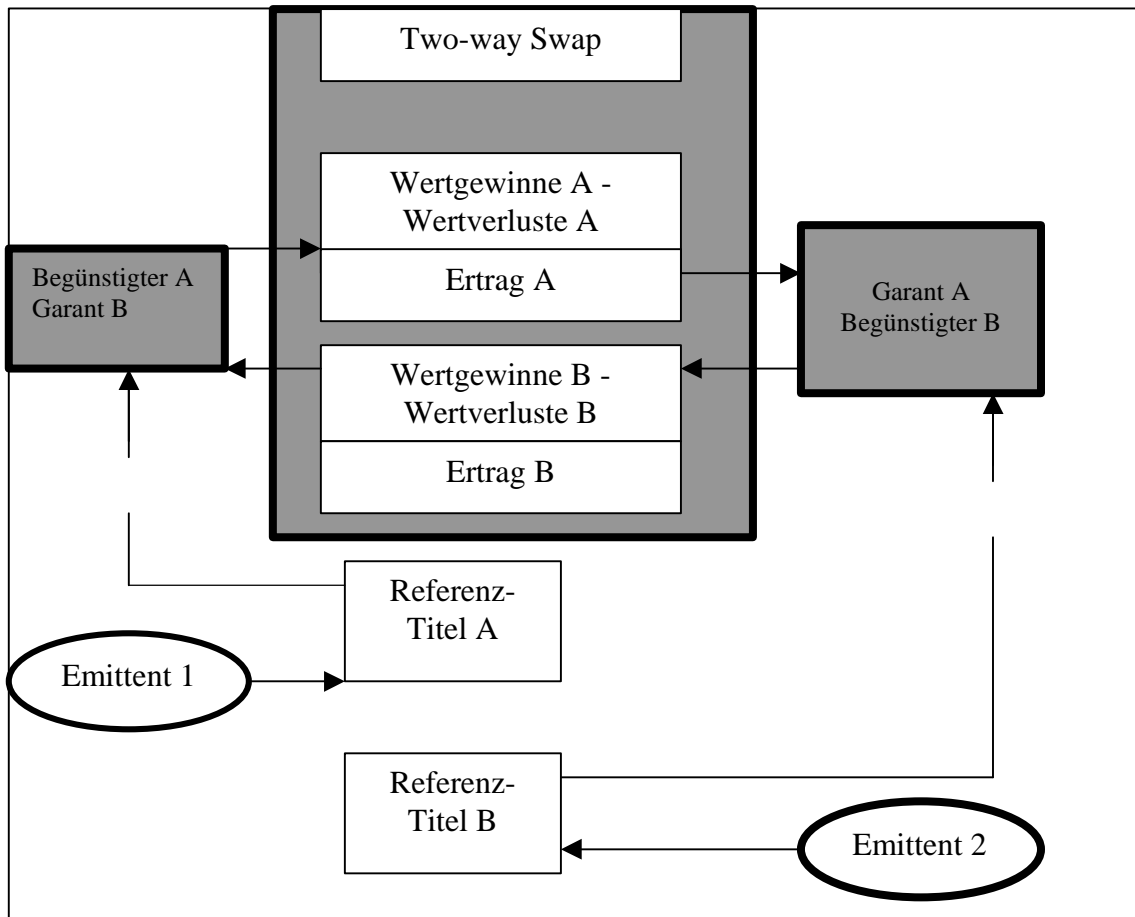 Two-way Swap
Wertgewinne A -
Wertverluste A
Ertrag A
Begünstigter A
Garant B
Garant A
Begünstigter B
Wertgewinne B -
Wertverluste B
Ertrag B
Referenz-
Titel A
Emittent 1
Referenz-
Titel B
Emittent 2